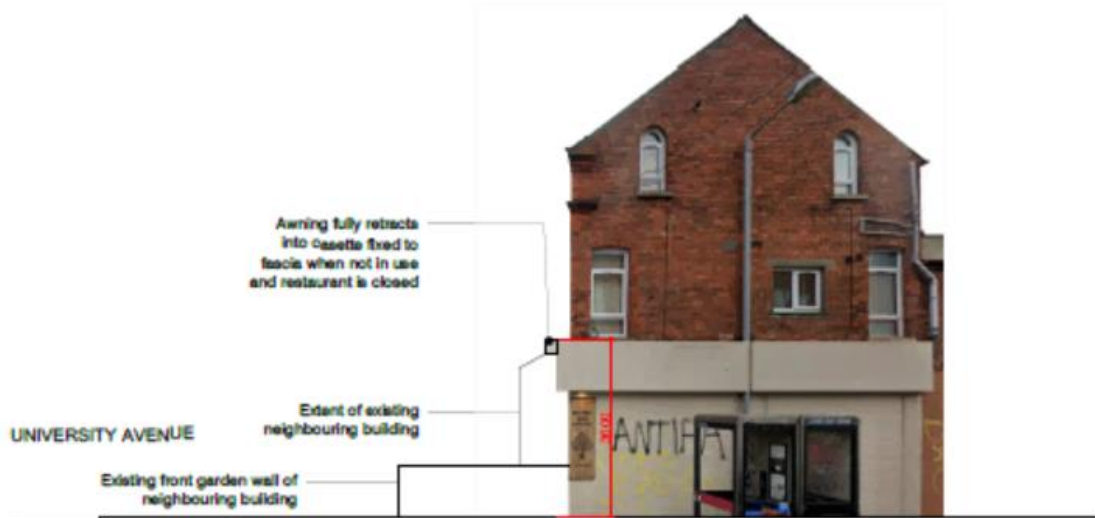 Awning fully retracts
into casette fixed to
fascia when not in use
and restaurant is closed
Extent of existing
neighbouring building
UNIVERSITY AVENUE
ANTIFA
Existing front garden wall of
neighbouring building